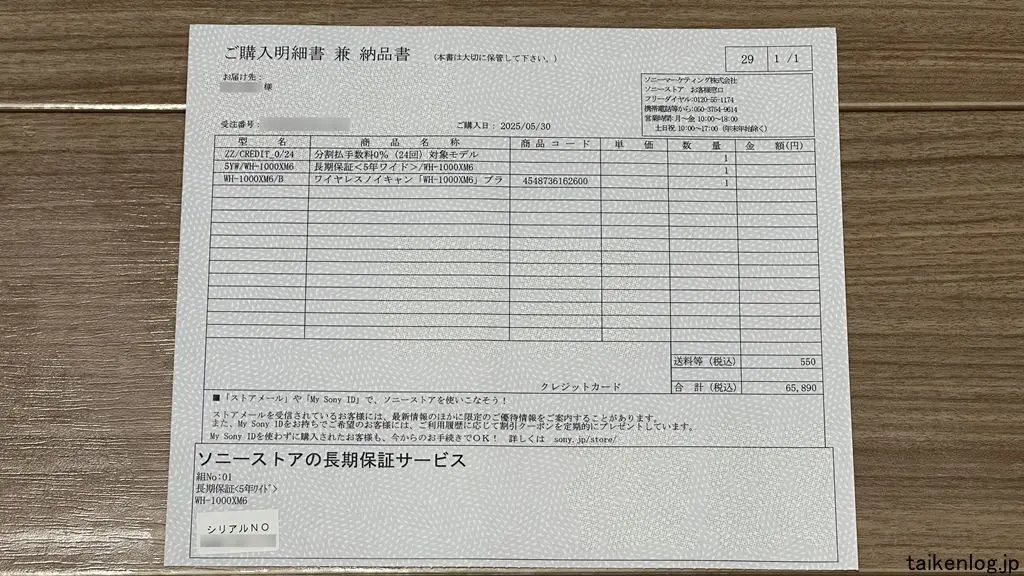 ご購入明細書 兼 納品書 (本書は大切に保管して下さい。)
29 1 /1
お届け先:
様
ソニーマーケティング株式会社
ソニーストア お客様窓口
フリーダイヤル:0120-55-1174
携帯電話等から:050-3754-9614
営業時間:月～金 10:00～18:00
土日祝 10:00～17:00 (年末年始除く)
受注番号: ご購入日: 2025/05/30
型 名 商 品 名 称 商品コード 単 価 数 量 金 額(円)
ZZ/CREDIT_0/24 分割払手数料0% (24回) 対象モデル 1
5YW/WH-1000XM6 長期保証<5年ワイド>/WH-1000XM6 1
WH-1000XM6/B ワイヤレスノイキャン「WH-1000XM6」ブラ 4548736162600 1
送料等(税込) 550
クレジットカード 合 計(税込) 65,890
■「ストアメール」や「My Sony ID」で、ソニーストアを使いこなそう!
ストアメールを受信されているお客様には、最新情報のほかに限定のご優待情報をご案内することがあります。
また、My Sony IDをお持ちでご希望のお客様には、ご利用履歴に応じて割引クーポンを定期的にプレゼントしています。
My Sony IDを使わずに購入されたお客様も、今からのお手続きでOK! 詳しくは sony.jp/store/
ソニーストアの長期保証サービス
組No:01
長期保証<5年ﾜｲﾄﾞ>
WH-1000XM6
シリアルNO
taikenlog.jp